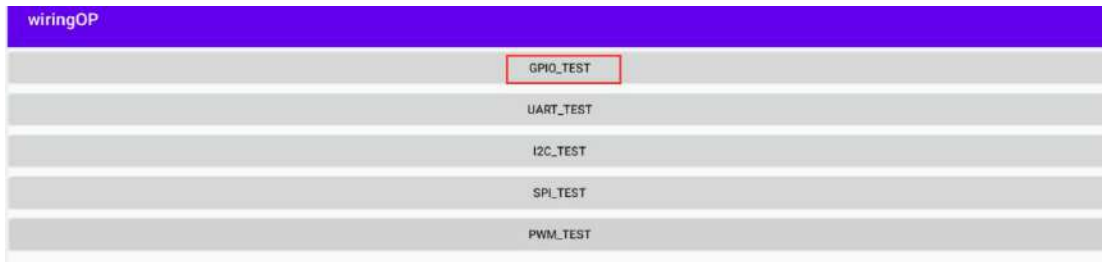 wiringOP
GPIO_TEST
UART_TEST
I2C_TEST
SPI_TEST
PWM_TEST